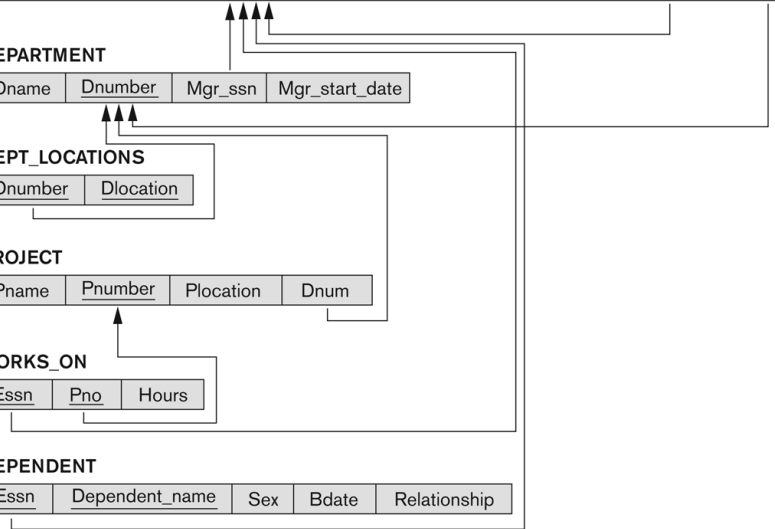 EPARTMENT
Dname Dnumber Mgr_ssn Mgr_start_date
EPT_LOCATIONS
Dnumber Dlocation
ROJECT
Pname Pnumber Plocation Dnum
ORKS_ON
Essn Pno Hours
EPENDENT
Essn Dependent_name Sex Bdate Relationship